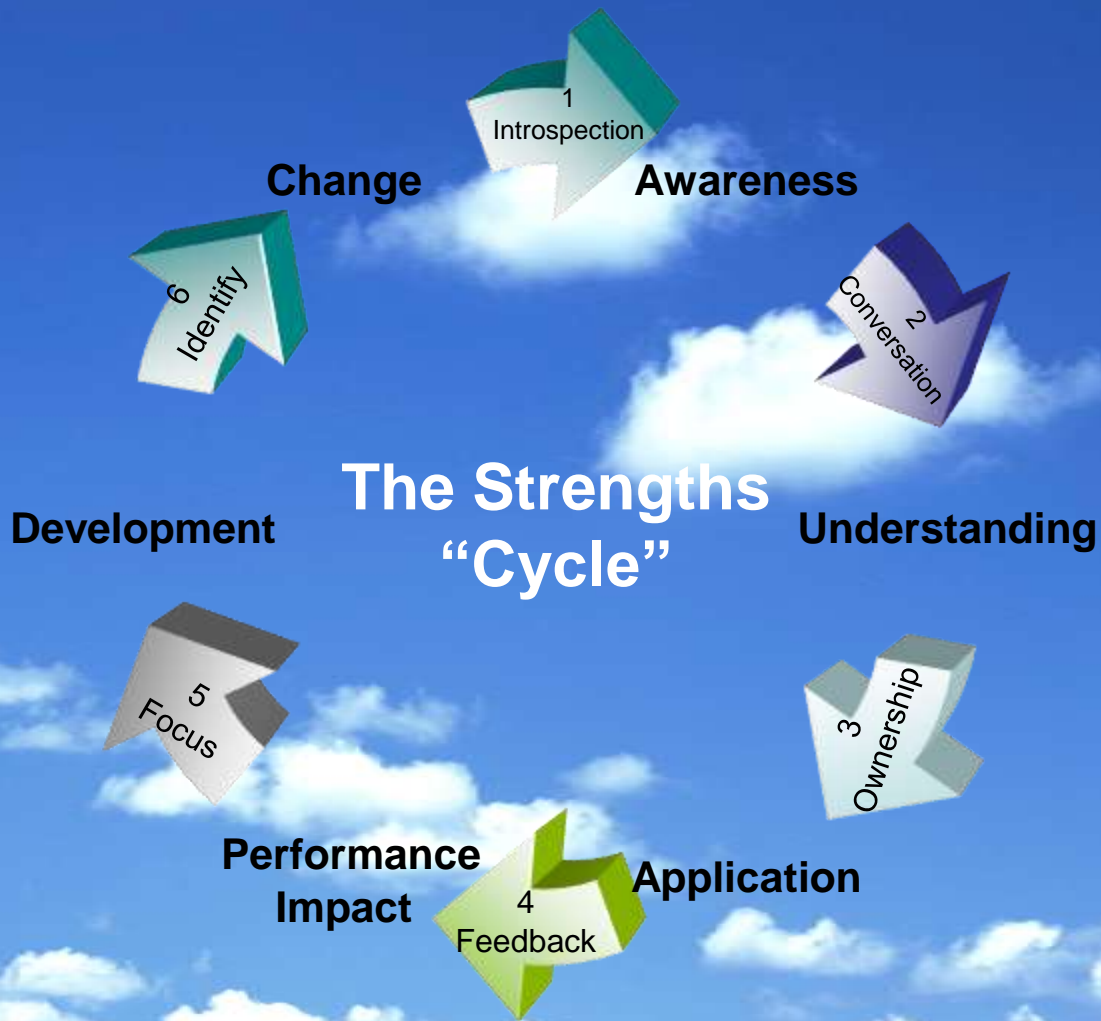 1
Introspection
Change
Awareness
6
Identify
2
Conversation
The Strengths
“Cycle”
Development
Understanding
5
Focus
3
Ownership
Performance
Impact
Application
4
Feedback